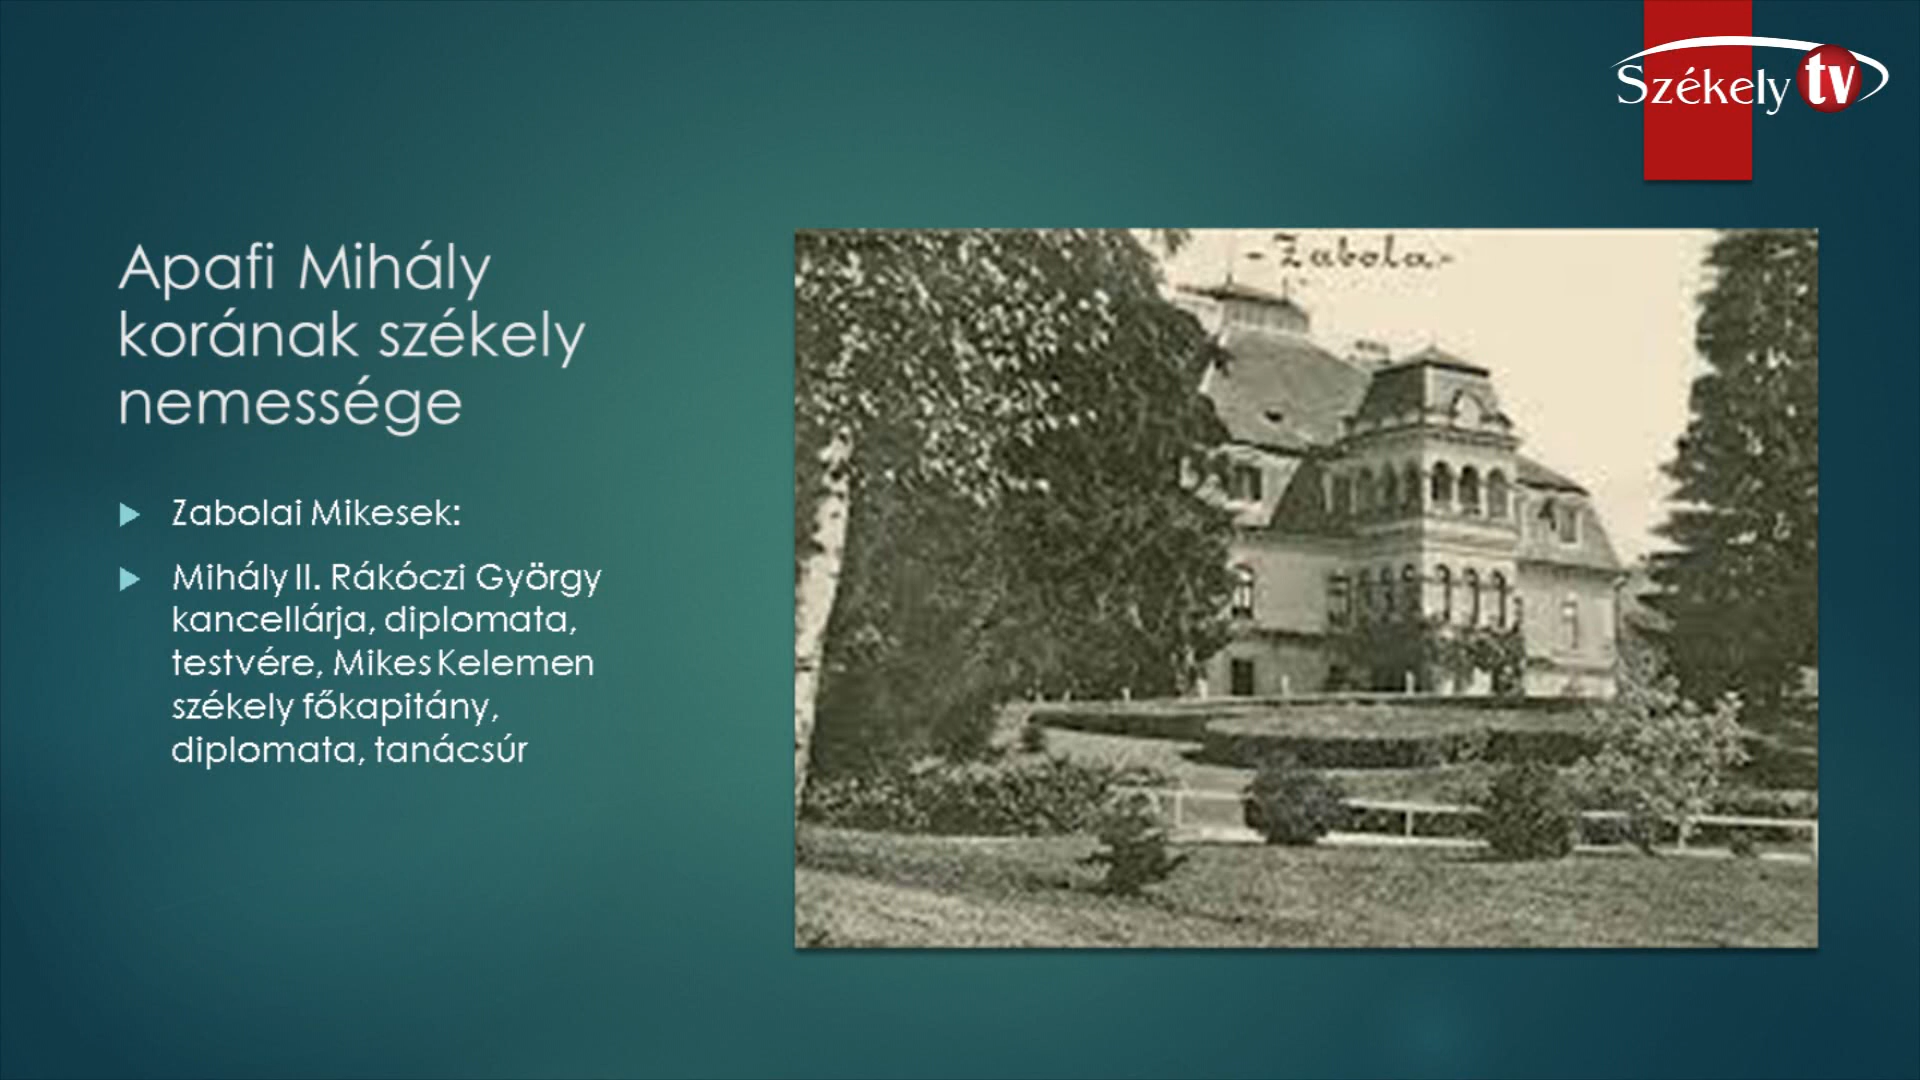 Székely tv
Apafi Mihály
korának székely
nemessége
Zabolai Mikesek:
Mihály II. Rákóczi György
kancellárja, diplomata,
testvére, Mikes Kelemen
székely főkapitány,
diplomata, tanácsúr
-Zabola-